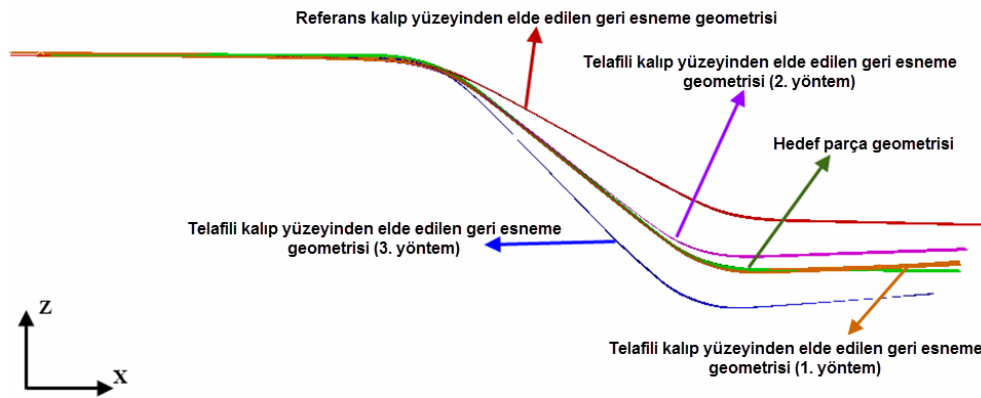 Referans kalıp yüzeyinden elde edilen geri esneme geometrisi
Telafili kalıp yüzeyinden elde edilen geri esneme
geometrisi (2. yöntem)
Hedef parça geometrisi
Telafili kalıp yüzeyinden elde edilen geri esneme
geometrisi (3. yöntem)
Z
X
Telafili kalıp yüzeyinden elde edilen geri esneme
geometrisi (1. yöntem)